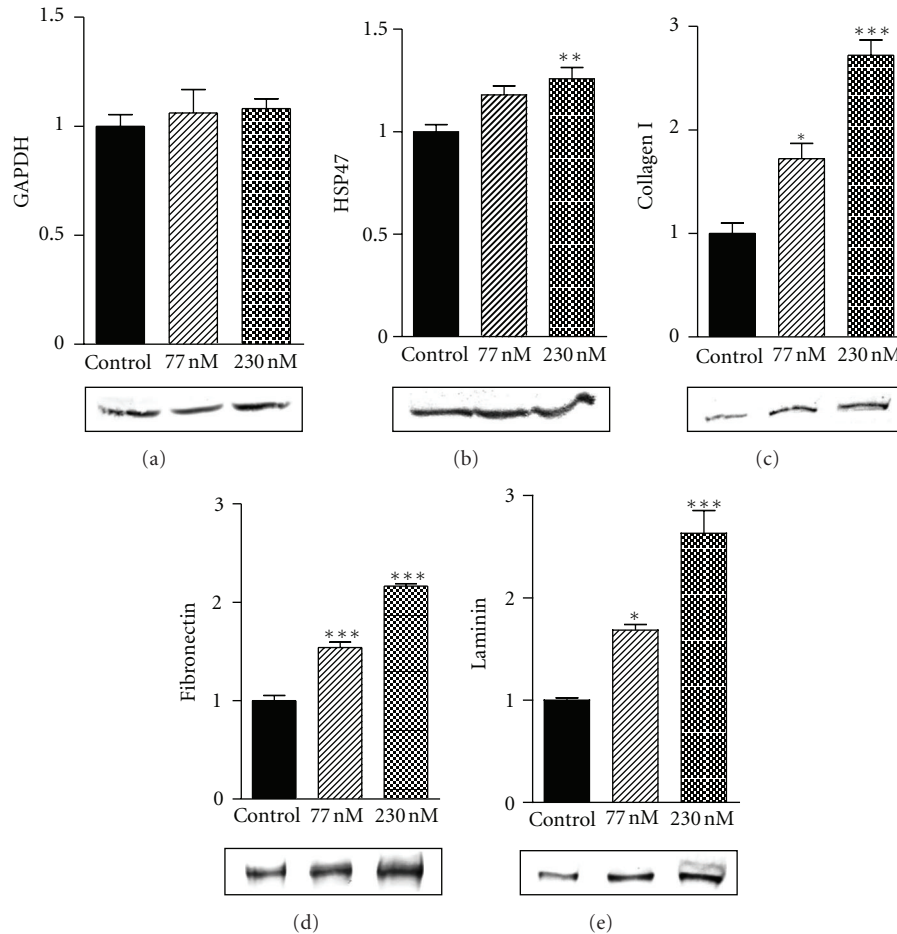 GAPDH
1.5
1
0.5
0
Control 77 nM 230 nM
(a)
HSP47
1.5
1
0.5
0
**
Control 77 nM 230 nM
(b)
Collagen I
3
2
1
0
*
***
Control 77 nM 230 nM
(c)
Fibronectin
3
2
1
0
***
***
Control 77 nM 230 nM
(d)
Laminin
3
2
1
0
*
***
Control 77 nM 230 nM
(e)